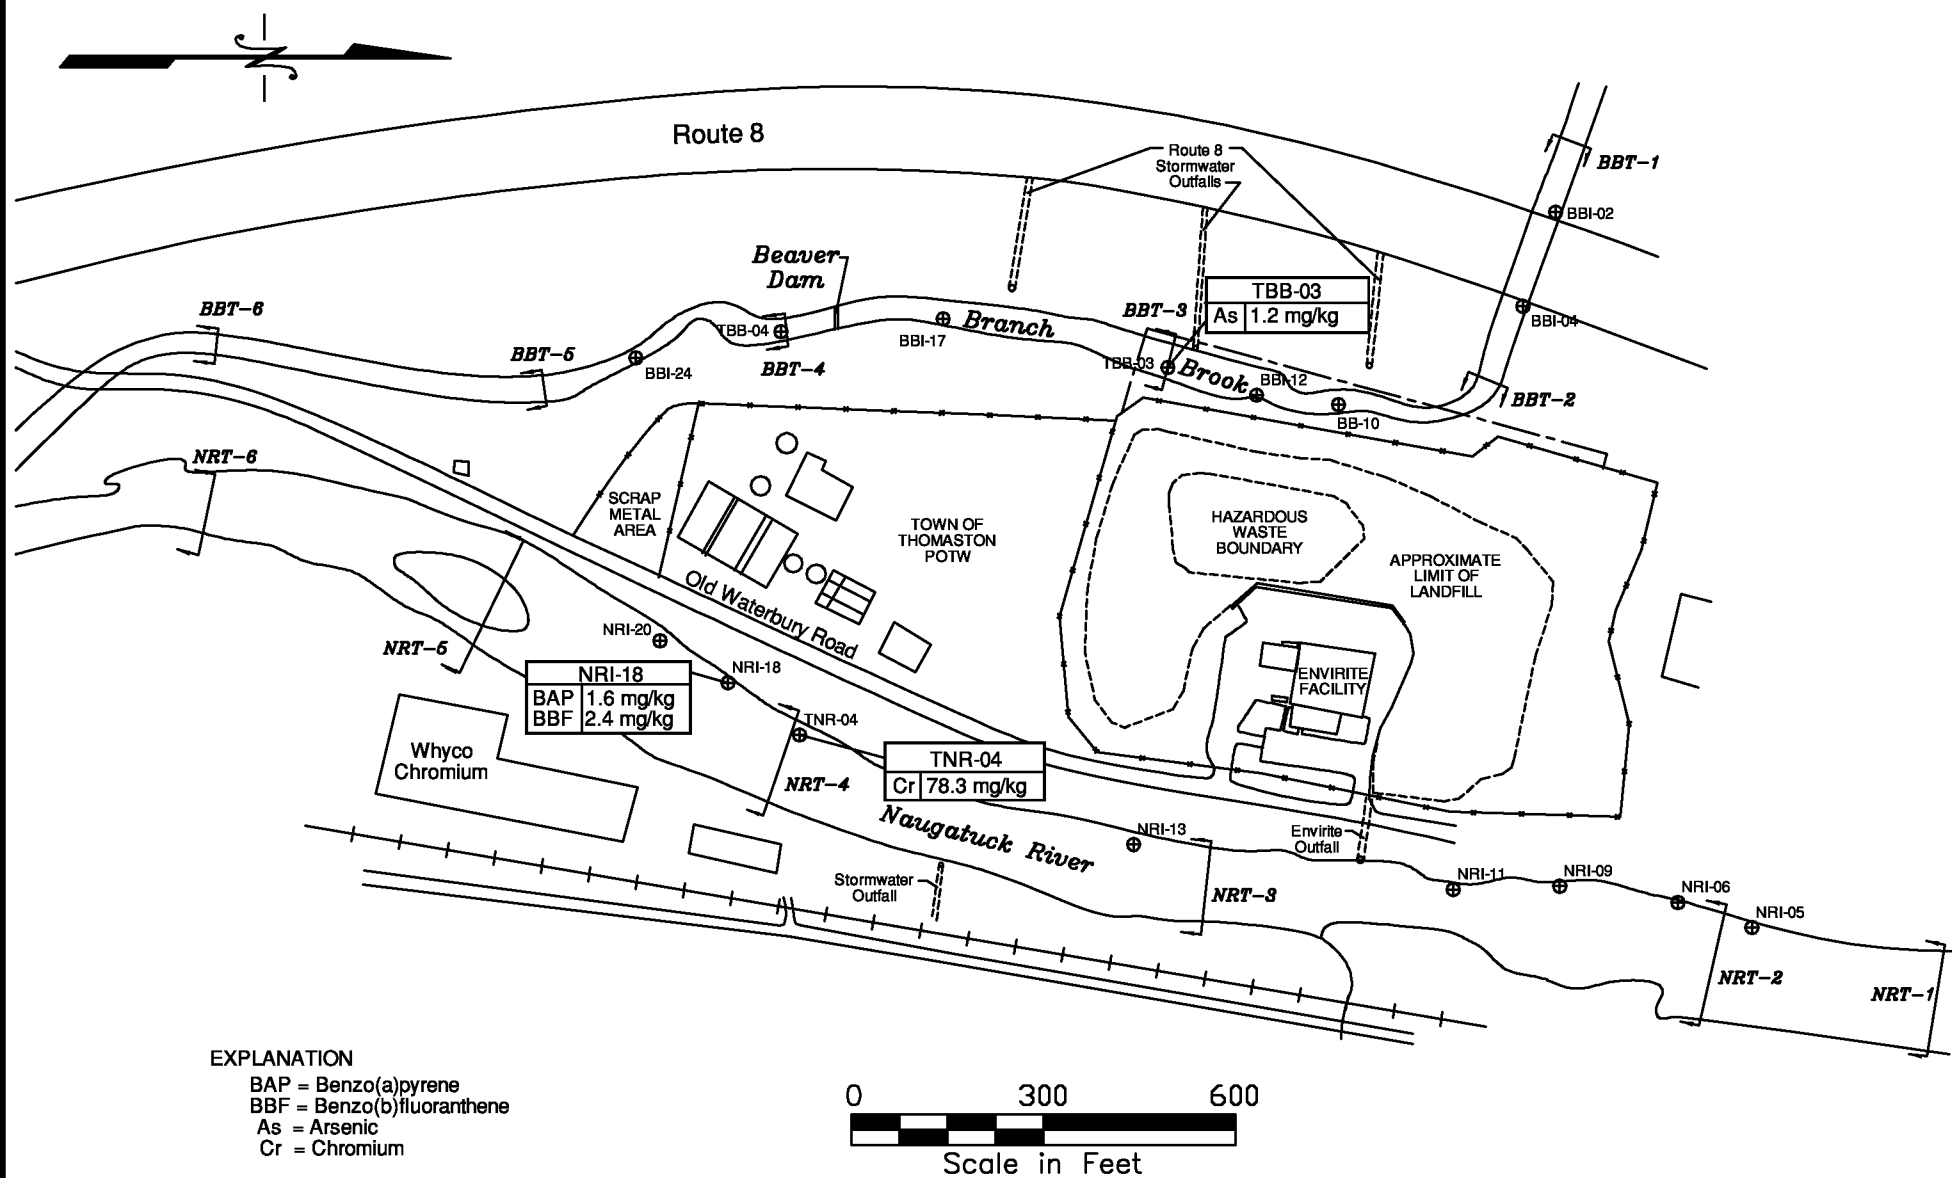 Route 8
Route 8
Stormwater
Outfalls
BBT-1
BBI-02
BBI-04
Beaver
Dam
BBT-6
BBT-5
BBI-24
TBB-04
BBT-4
BBI-17
Branch
BBT-3
TBB-03
As 1.2 mg/kg
TBB-03
Brook
BBI-12
BB-10
BBT-2
NRT-6
SCRAP
METAL
AREA
TOWN OF
THOMASTON
POTW
HAZARDOUS
WASTE
BOUNDARY
APPROXIMATE
LIMIT OF
LANDFILL
Old Waterbury Road
NRI-20
NRT-5
NRI-18
BAP 1.6 mg/kg
BBF 2.4 mg/kg
NRI-18
ENVIRITE
FACILITY
TNR-04
Whyco
Chromium
NRT-4
TNR-04
Cr 78.3 mg/kg
Naugatuck River
NRI-13
Envirite
Outfall
Stormwater
Outfall
NRT-3
NRI-11
NRI-09
NRI-06
NRI-05
NRT-2
NRT-1
EXPLANATION
BAP = Benzo(a)pyrene
BBF = Benzo(b)fluoranthene
As = Arsenic
Cr = Chromium
0 300 600
Scale in Feet